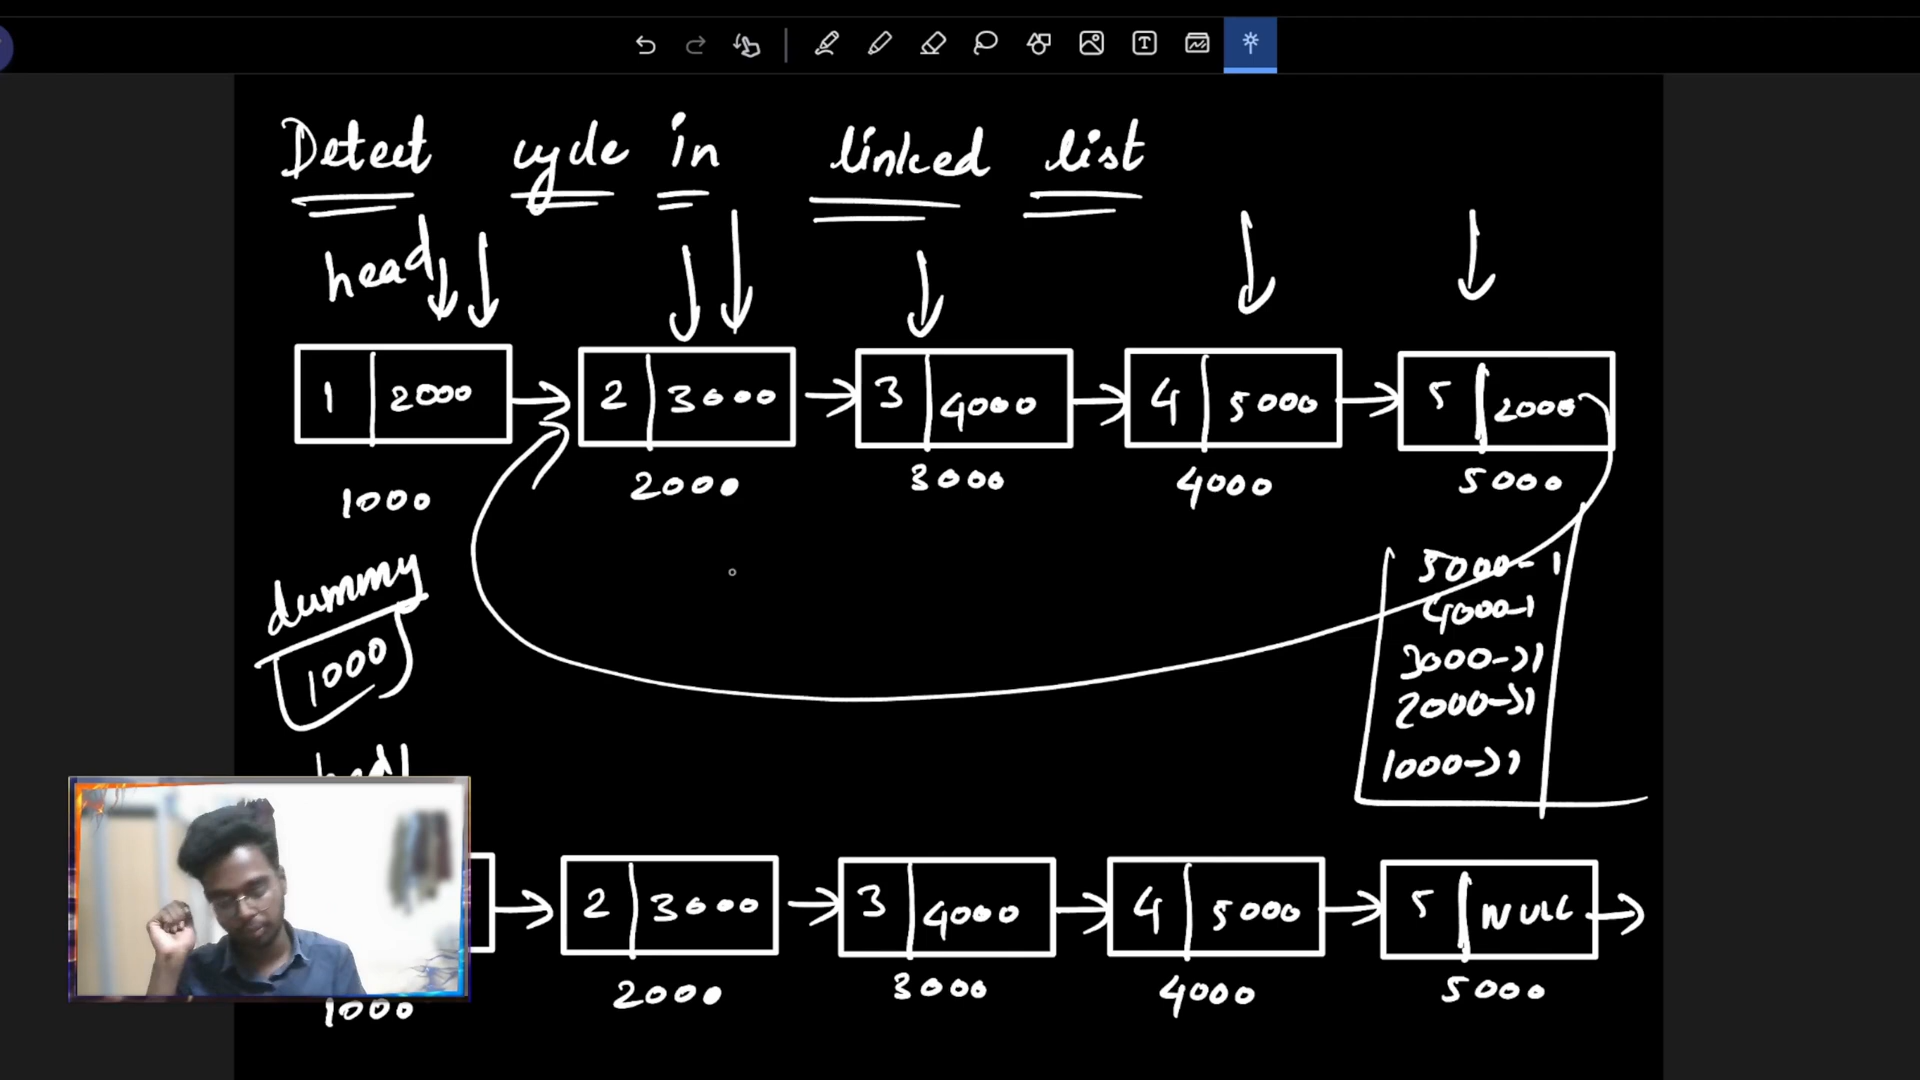 Detect cycle in linked list
head
1 2000 2 3000 3 4000 4 5000 5 2000
1000 2000 3000 4000 5000
dummy
1000
5000-1
4000-1
3000->1
2000->1
1000->1
2 3000 3 4000 4 5000 5 NULL
1000 2000 3000 4000 5000